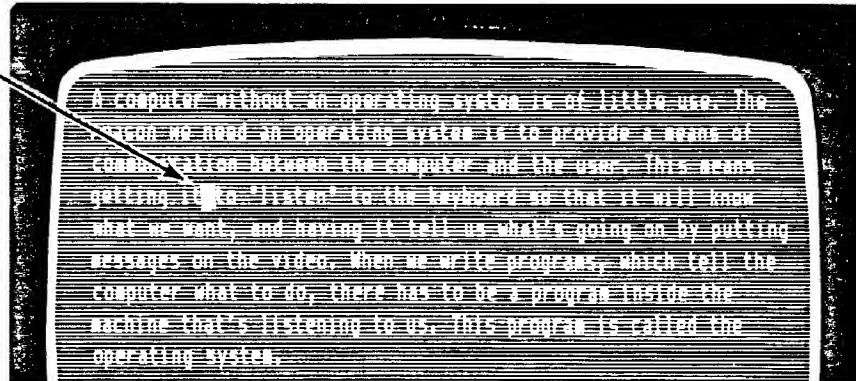 A computer without an operating system is of little use. The
reason we need an operating system is to provide a means of
communication between the computer and the user. This means
getting it to "listen" to the keyboard so that it will know
what we want, and having it tell us what's going on by putting
messages on the video. When we write programs, which tell the
computer what to do, there has to be a program inside the
machine that's listening to us. This program is called the
operating system.